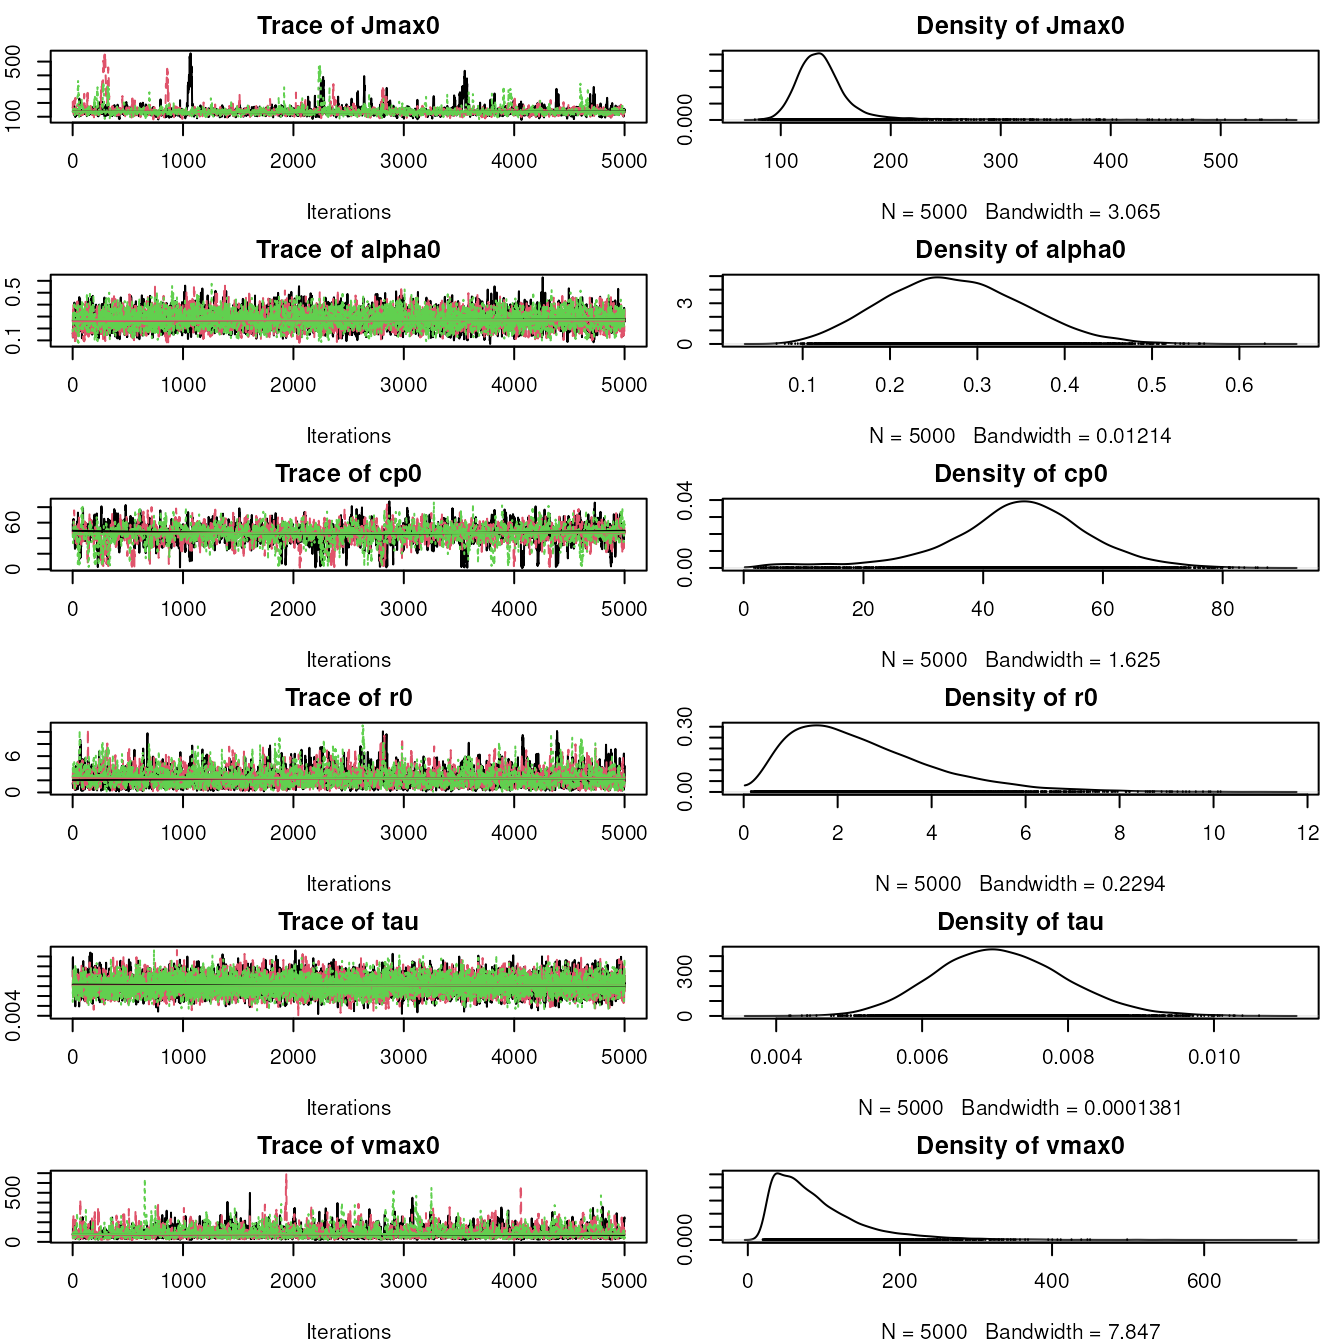 Trace of Jmax0
Density of Jmax0
100 500
0.000
0 1000 2000 3000 4000 5000
100 200 300 400 500
Iterations
N = 5000 Bandwidth = 3.065
Trace of alpha0
Density of alpha0
0.1 0.5
0 3
0 1000 2000 3000 4000 5000
0.1 0.2 0.3 0.4 0.5 0.6
Iterations
N = 5000 Bandwidth = 0.01214
Trace of cp0
Density of cp0
0 60
0.00 0.04
0 1000 2000 3000 4000 5000
0 20 40 60 80
Iterations
N = 5000 Bandwidth = 1.625
Trace of r0
Density of r0
0 6
0.00 0.30
0 1000 2000 3000 4000 5000
0 2 4 6 8 10 12
Iterations
N = 5000 Bandwidth = 0.2294
Trace of tau
Density of tau
0.004
0 300
0 1000 2000 3000 4000 5000
0.004 0.006 0.008 0.010
Iterations
N = 5000 Bandwidth = 0.0001381
Trace of vmax0
Density of vmax0
0 500
0.000
0 1000 2000 3000 4000 5000
0 200 400 600
Iterations
N = 5000 Bandwidth = 7.847